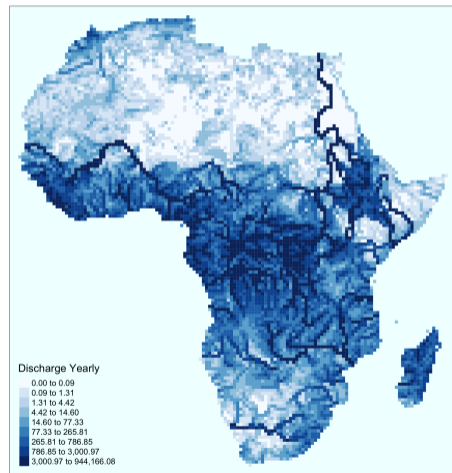 Discharge Yearly
0.00 to 0.09
0.09 to 1.31
1.31 to 4.42
4.42 to 14.60
14.60 to 77.33
77.33 to 265.81
265.81 to 786.85
786.85 to 3,000.97
3,000.97 to 944,166.08